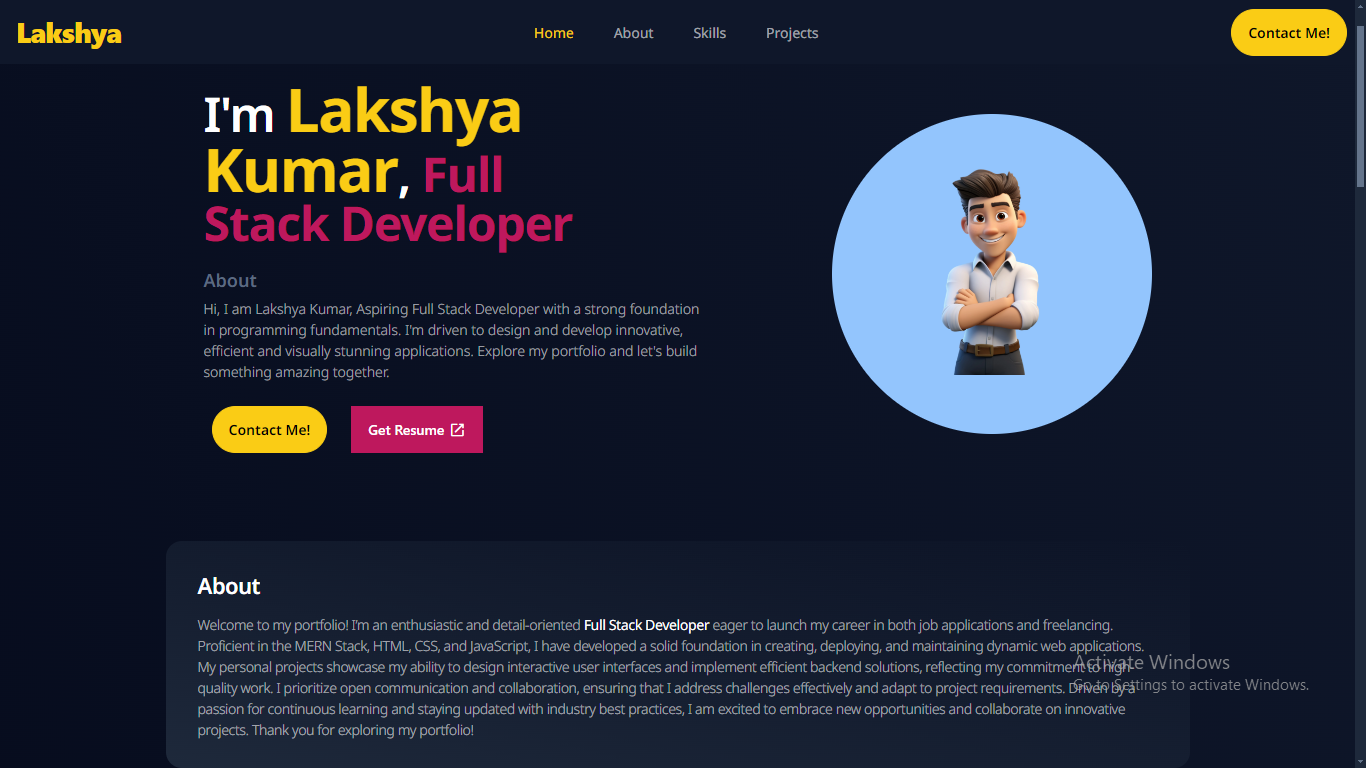 Lakshya
Home
About
Skills
Projects
Contact Me!
I'm Lakshya
Kumar, Full
Stack Developer
About
Hi, I am Lakshya Kumar, Aspiring Full Stack Developer with a strong foundation
in programming fundamentals. I'm driven to design and develop innovative,
efficient and visually stunning applications. Explore my portfolio and let's build
something amazing together.
Contact Me!
Get Resume
About
Welcome to my portfolio! I'm an enthusiastic and detail-oriented Full Stack Developer eager to launch my career in both job applications and freelancing.
Proficient in the MERN Stack, HTML, CSS, and JavaScript, I have developed a solid foundation in creating, deploying, and maintaining dynamic web applications.
My personal projects showcase my ability to design interactive user interfaces and implement efficient backend solutions, reflecting my commitment to high-
quality work. I prioritize open communication and collaboration, ensuring that I address challenges effectively and adapt to project requirements. Driven by a
passion for continuous learning and staying updated with industry best practices, I am excited to embrace new opportunities and collaborate on innovative
projects. Thank you for exploring my portfolio!
Activate Windows
Go to Settings to activate Windows.